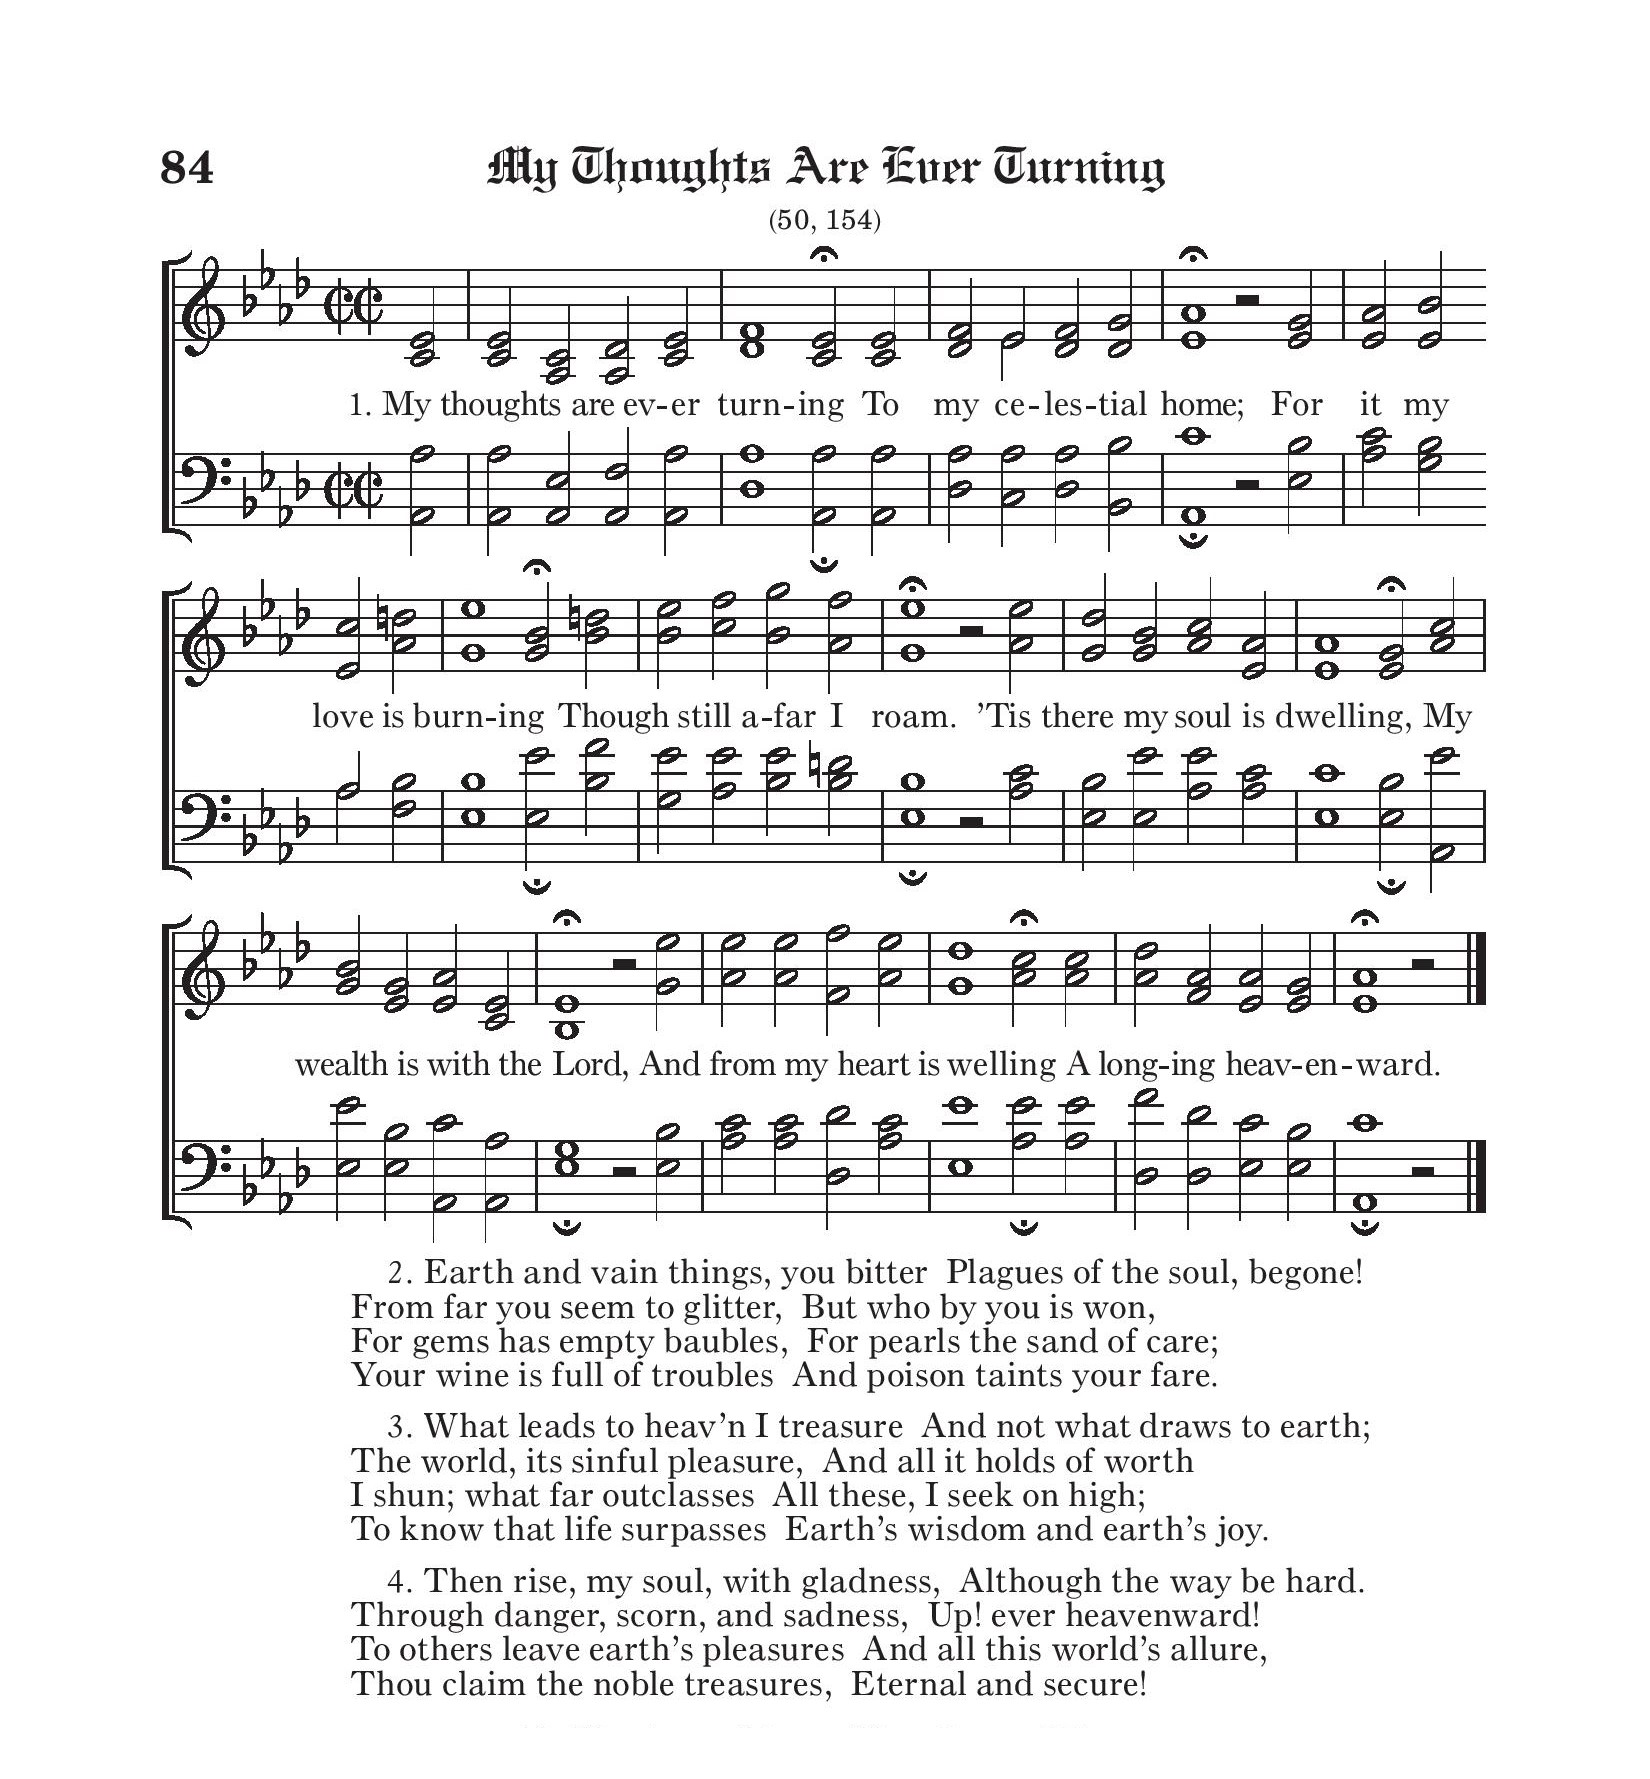 84 My Thoughts Are Ever Turning
(50, 154)
1. My thoughts are ev-er turn-ing To my ce-les-tial home; For it my
love is burn-ing Though still a-far I roam. ’Tis there my soul is dwelling, My
wealth is with the Lord, And from my heart is welling A long-ing heav-en-ward.
2. Earth and vain things, you bitter Plagues of the soul, begone!
From far you seem to glitter, But who by you is won,
For gems has empty baubles, For pearls the sand of care;
Your wine is full of troubles And poison taints your fare.
3. What leads to heav’n I treasure And not what draws to earth;
The world, its sinful pleasure, And all it holds of worth
I shun; what far outclasses All these, I seek on high;
To know that life surpasses Earth’s wisdom and earth’s joy.
4. Then rise, my soul, with gladness, Although the way be hard.
Through danger, scorn, and sadness, Up! ever heavenward!
To others leave earth’s pleasures And all this world’s allure,
Thou claim the noble treasures, Eternal and secure!